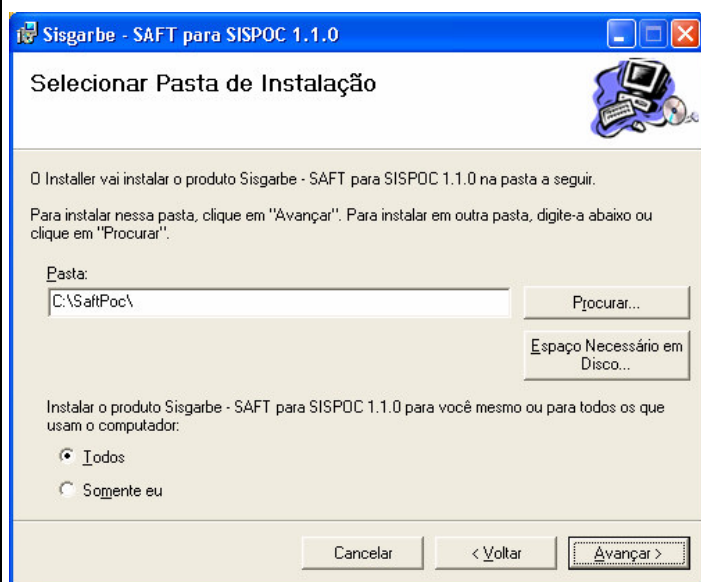 Sisgarbe - SAFT para SISPOC 1.1.0
Selecionar Pasta de Instalação
O Installer vai instalar o produto Sisgarbe - SAFT para SISPOC 1.1.0 na pasta a seguir.
Para instalar nessa pasta, clique em "Avançar". Para instalar em outra pasta, digite-a abaixo ou
clique em "Procurar".
Pasta:
C:\SaftPoc\
Procurar...
Espaço Necessário em
Disco...
Instalar o produto Sisgarbe - SAFT para SISPOC 1.1.0 para você mesmo ou para todos os que
usam o computador:
Todos
Somente eu
Cancelar
< Voltar
Avançar >